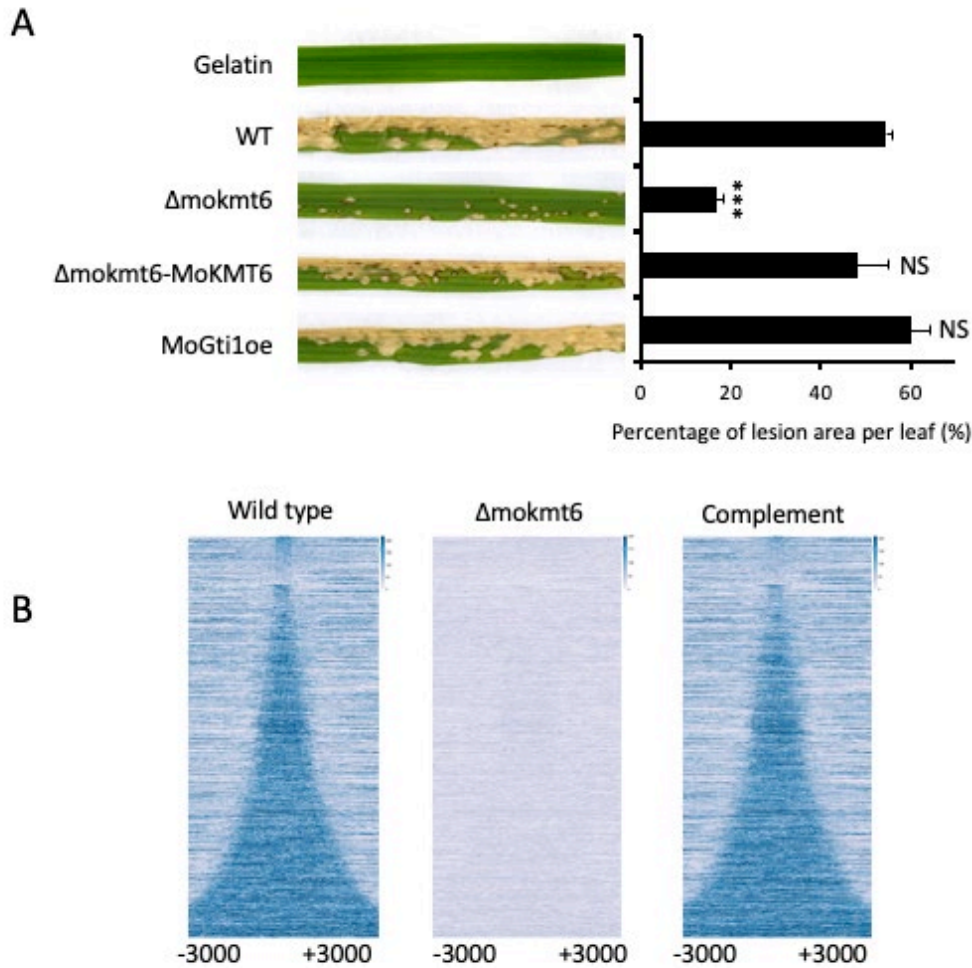 A
Gelatin
WT
Δmokmt6
Δmokmt6-MoKMT6
MoGti1oe
***
NS
NS
0 20 40 60
Percentage of lesion area per leaf (%)
B
Wild type Δmokmt6 Complement
-3000 +3000 -3000 +3000 -3000 +3000